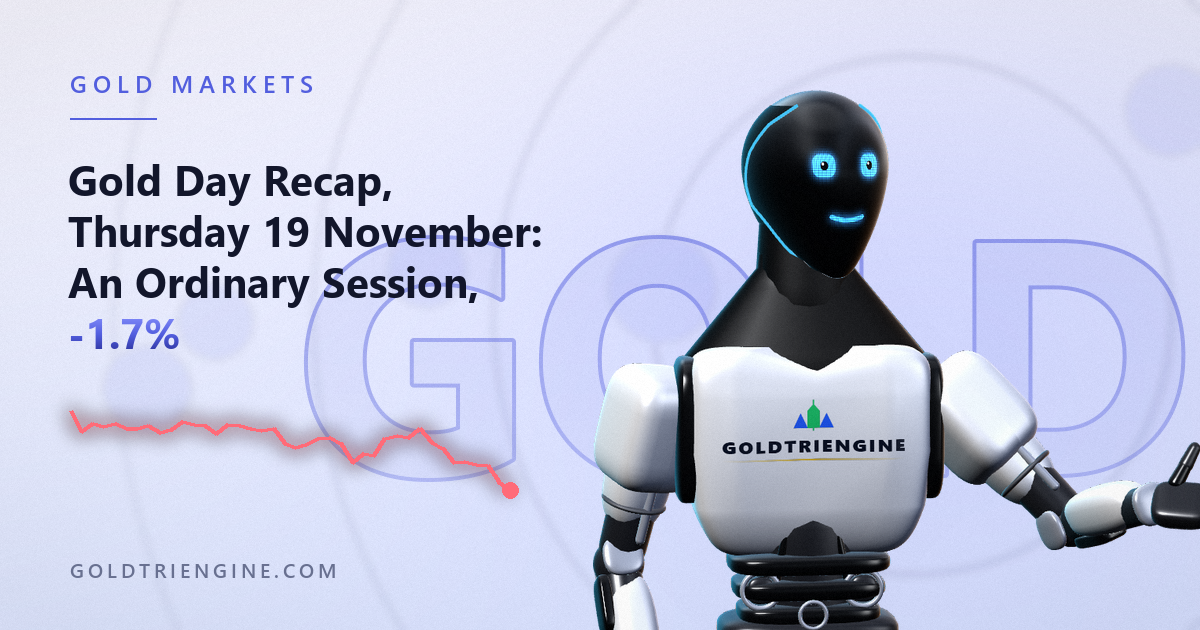 GOLD MARKETS
Gold Day Recap,
Thursday 19 November:
An Ordinary Session,
-1.7%
GOLD
GOLDTRIENGINE
GOLDTRIENGINE.COM